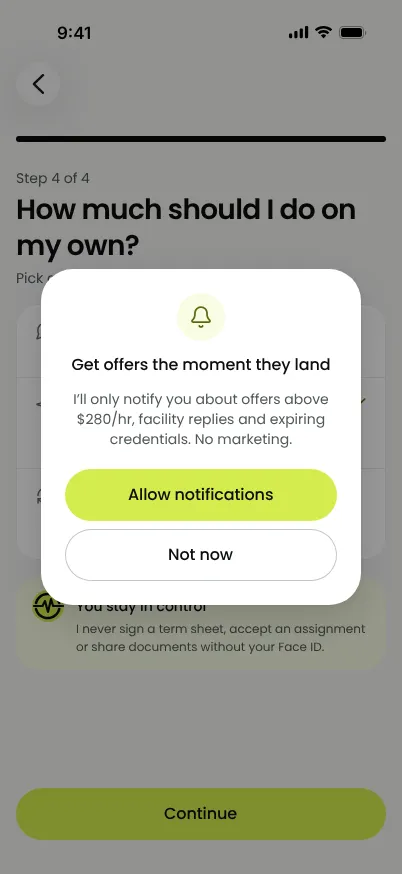 9:41
Step 4 of 4
How much should I do on
my own?
Pick
Get offers the moment they land
I'll only notify you about offers above
$280/hr, facility replies and expiring
credentials. No marketing.
Allow notifications
Not now
You stay in control
I never sign a term sheet, accept an assignment
or share documents without your Face ID.
Continue